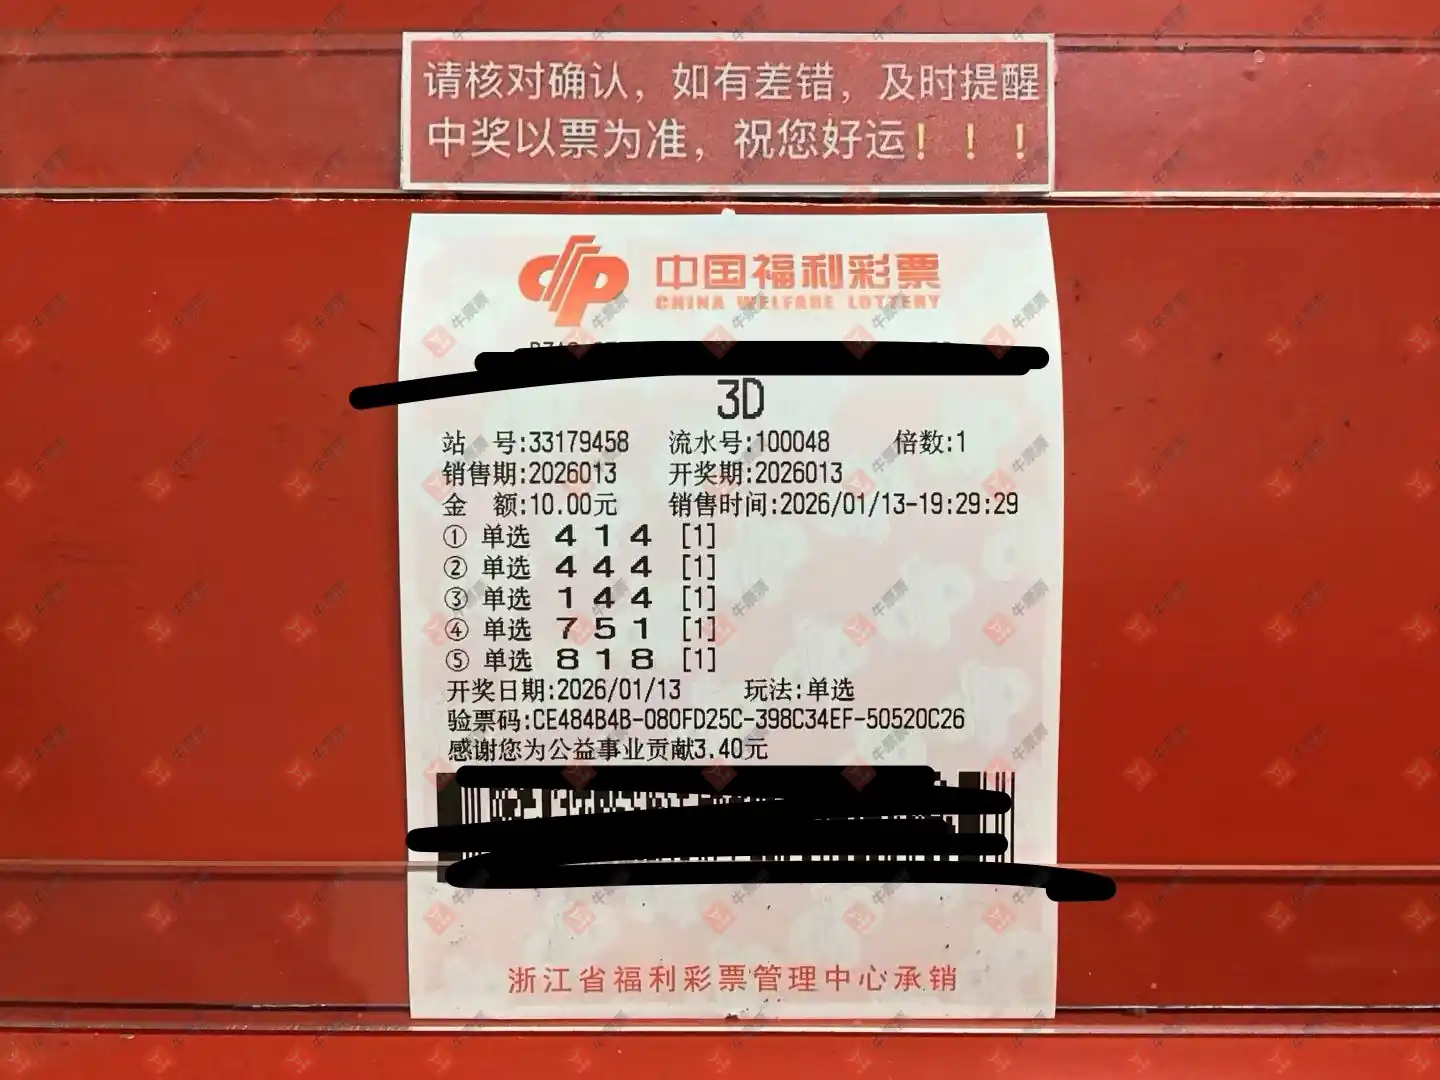 请核对确认，如有差错，及时提醒
中奖以票为准，祝您好运！！！
中国福利彩票
CHINA WELFARE LOTTERY
3D
站 号:33179458 流水号:100048 倍数:1
销售期:2026013 开奖期:2026013
金 额:10.00元 销售时间:2026/01/13-19:29:29
① 单选 4 1 4 [1]
② 单选 4 4 4 [1]
③ 单选 1 4 4 [1]
④ 单选 7 5 1 [1]
⑤ 单选 8 1 8 [1]
开奖日期:2026/01/13 玩法:单选
验票码:CE484B4B-080FD25C-398C34EF-50520C26
感谢您为公益事业贡献3.40元
浙江省福利彩票管理中心承销
牛票票